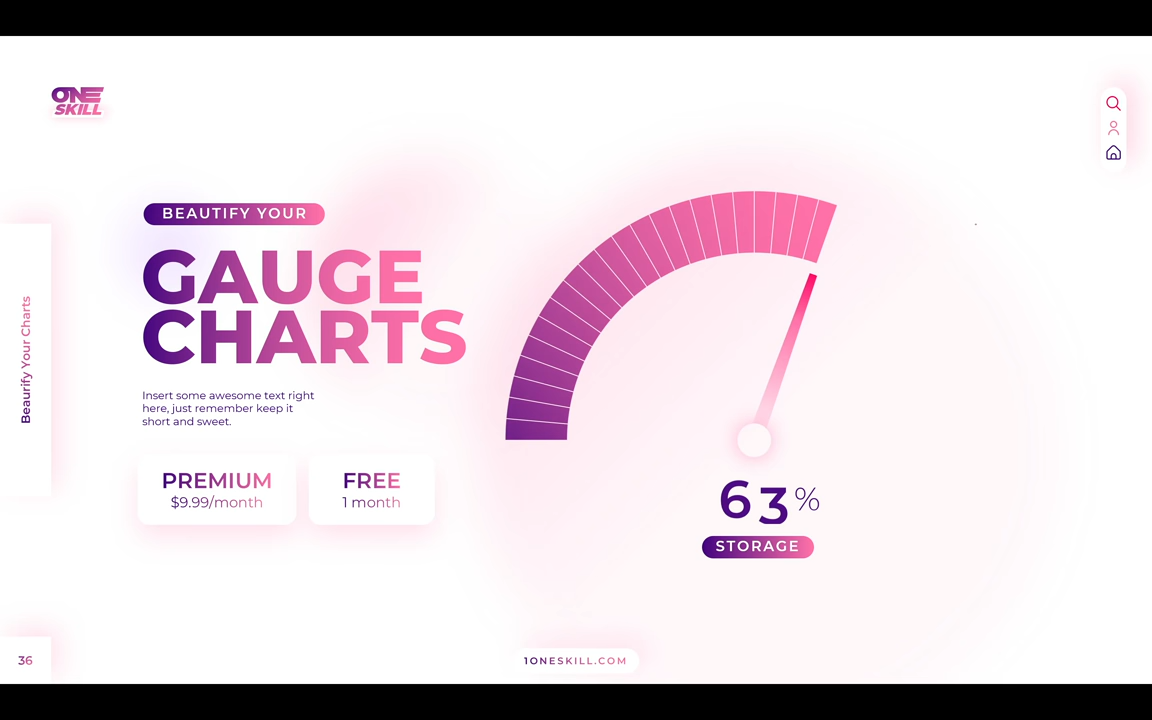 ONE
SKILL
BEAUTIFY YOUR
GAUGE
CHARTS
Insert some awesome text right
here, just remember keep it
short and sweet.
PREMIUM
$9.99/month
FREE
1 month
Beaurify Your Charts
63%
STORAGE
36
1ONESKILL.COM